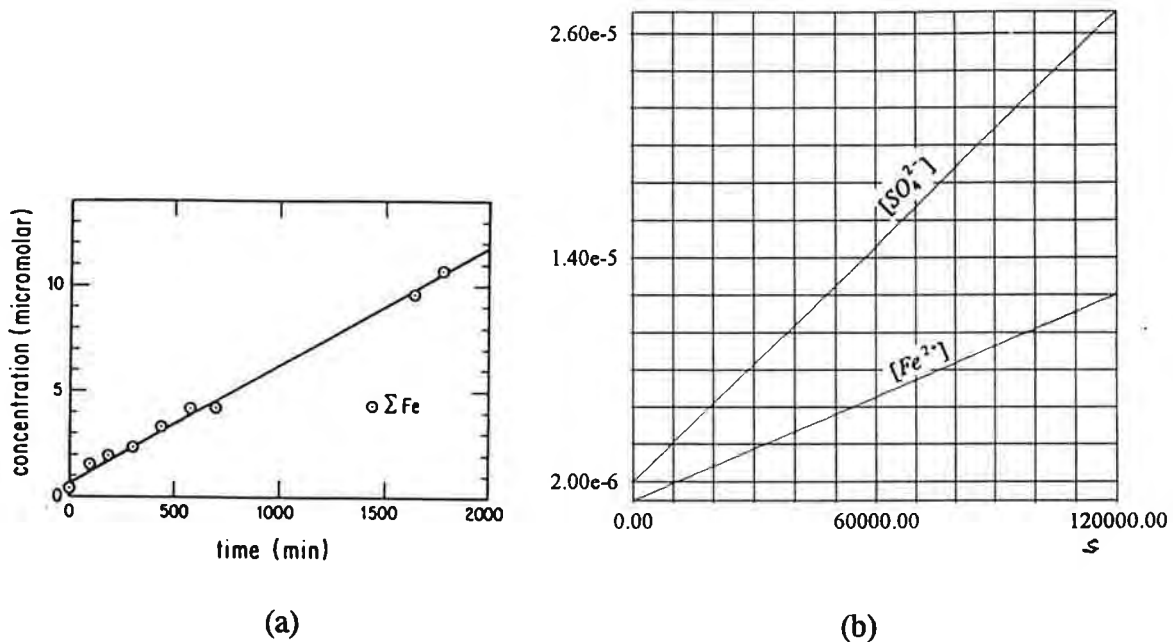 concentration (micromolar)
10
5
0
0
500
1000
1500
2000
time (min)
⊙ ΣFe
(a)
2.60e-5
1.40e-5
2.00e-6
[SO₄²⁻]
[Fe²⁺]
0.00
60000.00
120000.00
s
(b)